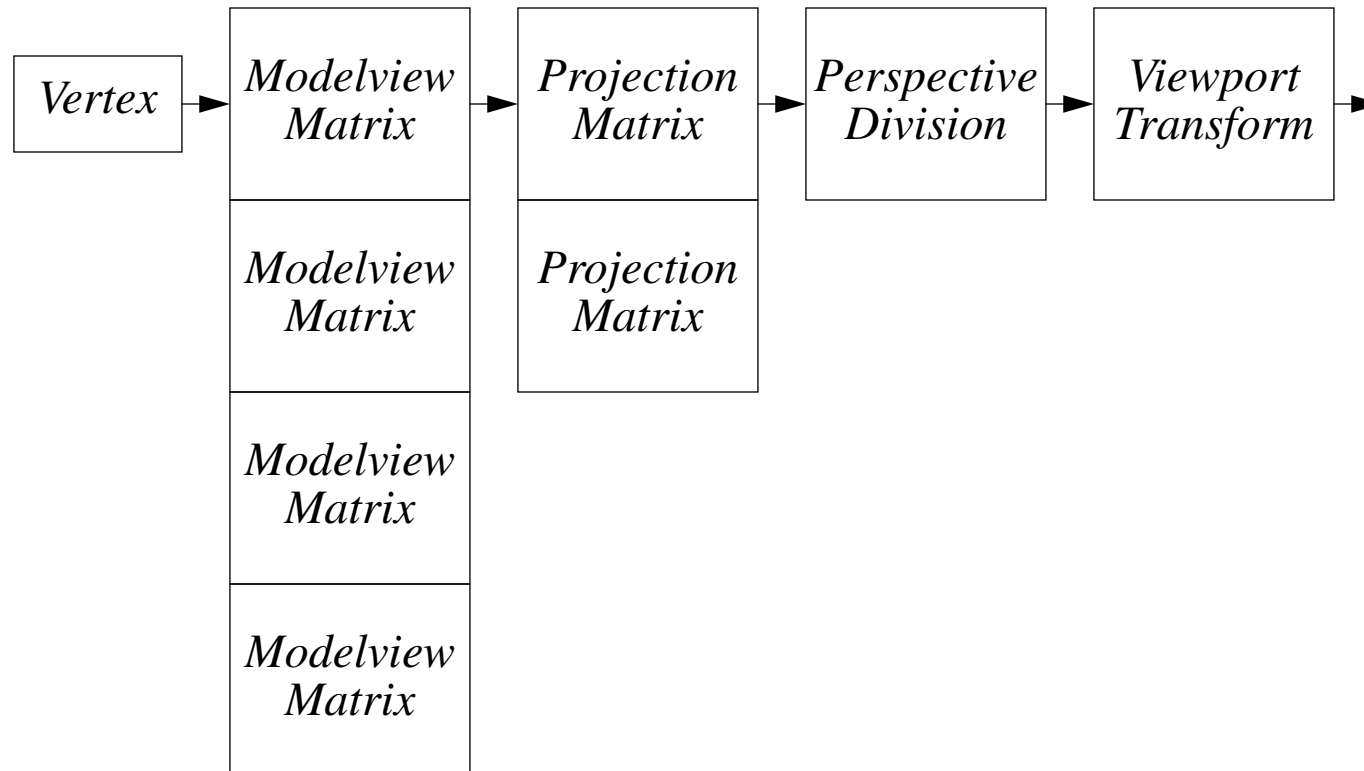 Vertex
Modelview
Matrix
Projection
Matrix
Perspective
Division
Viewport
Transform
Modelview
Matrix
Projection
Matrix
Modelview
Matrix
Modelview
Matrix